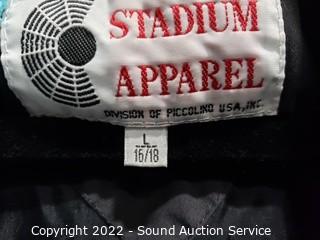 STADIUM
APPAREL
DIVISION OF PICCOLINO USA, INC.
L
16/18
Copyright 2022 - Sound Auction Service